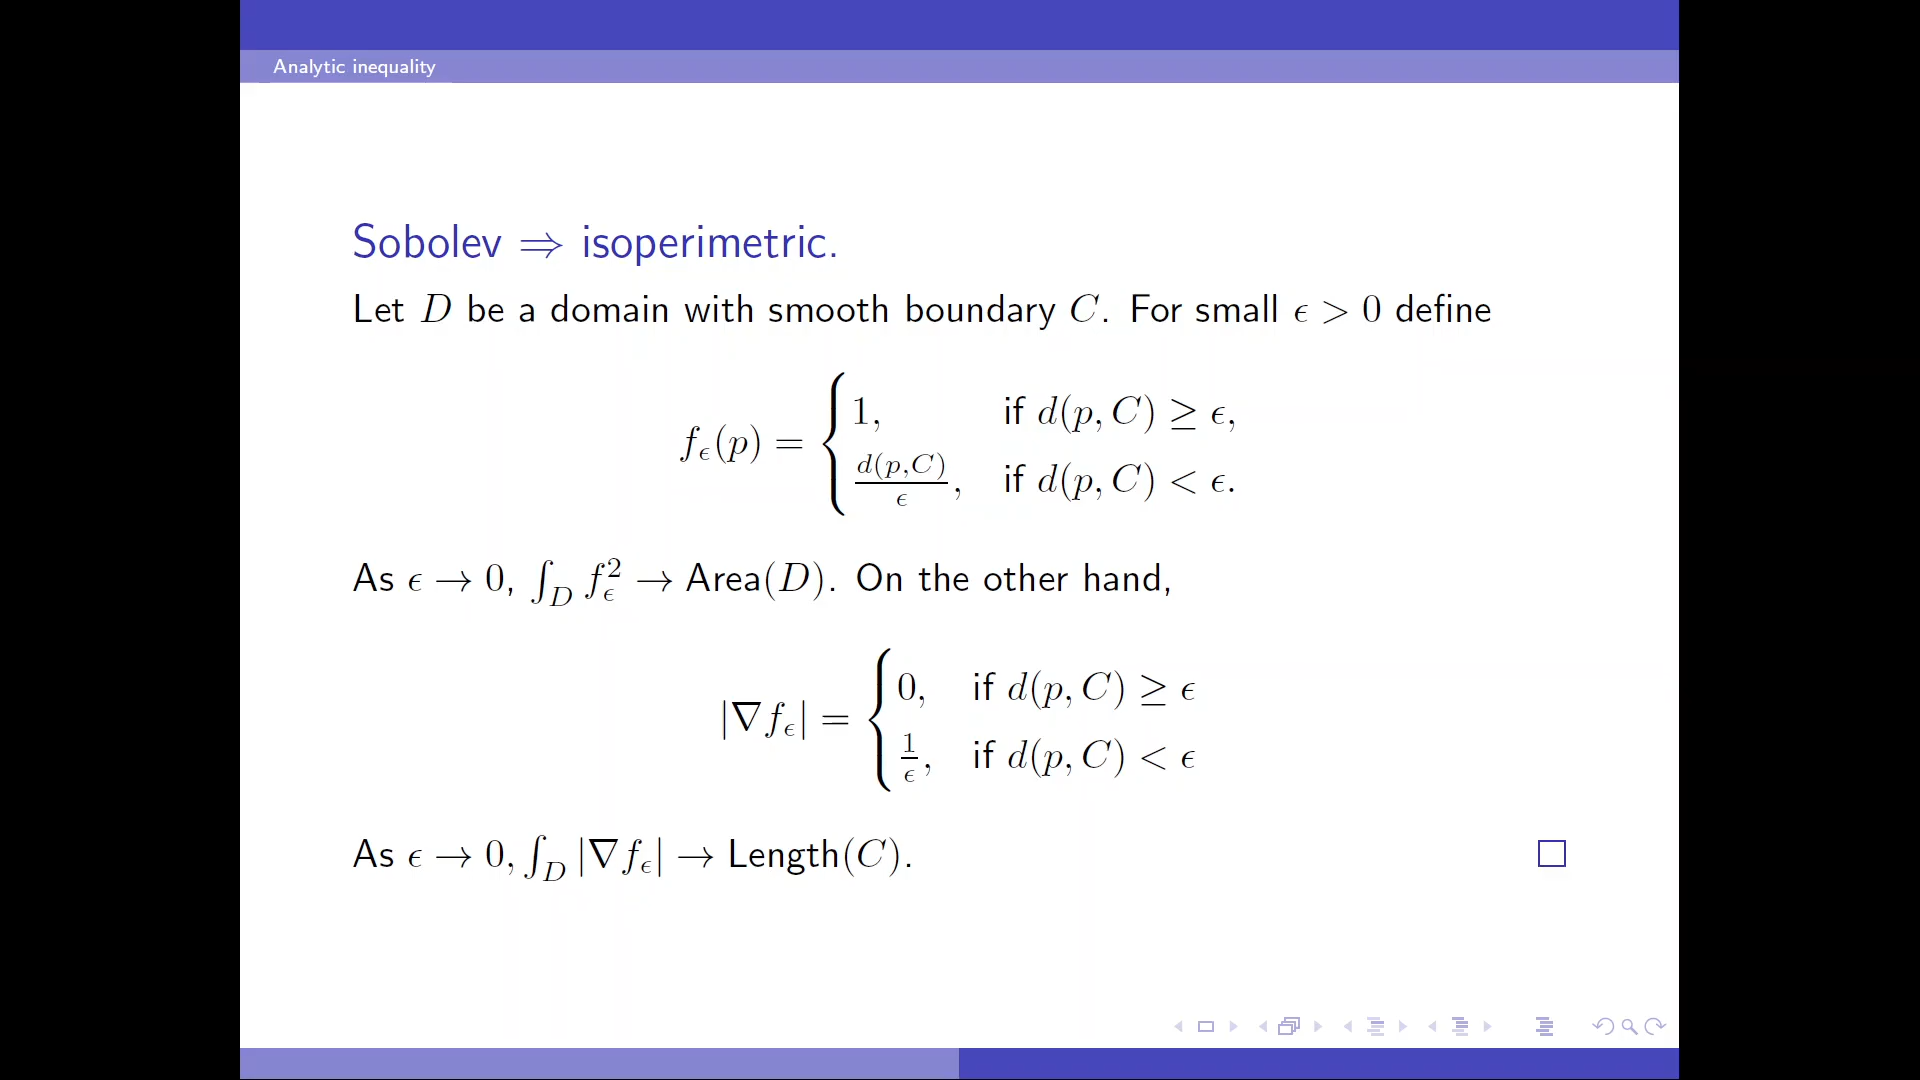 Analytic inequality
Sobolev ⇒ isoperimetric.
Let D be a domain with smooth boundary C. For small ϵ > 0 define
f_ϵ(p) = { 1, if d(p, C) ≥ ϵ,
d(p,C)/ϵ, if d(p, C) < ϵ.
As ϵ → 0, ∫_D f_ϵ^2 → Area(D). On the other hand,
|∇f_ϵ| = { 0, if d(p, C) ≥ ϵ
1/ϵ, if d(p, C) < ϵ
As ϵ → 0, ∫_D |∇f_ϵ| → Length(C). □